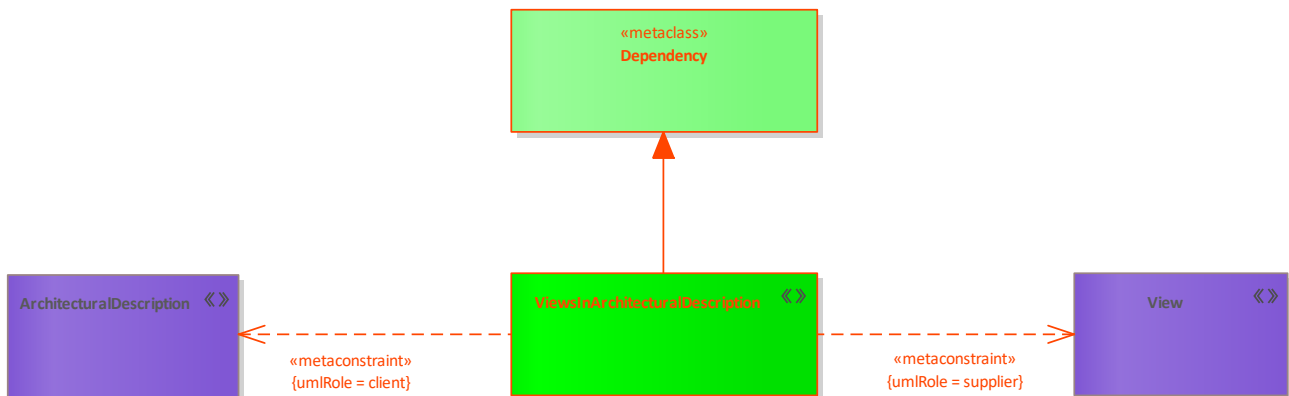 «metaclass»
Dependency
ArchitecturalDescription «»
ViewsInArchitecturalDescription «»
View «»
«metaconstraint»
{umlRole = client}
«metaconstraint»
{umlRole = supplier}